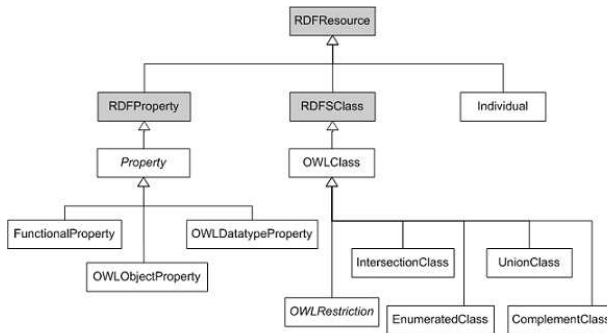 RDFResource
RDFProperty
RDFSClass
Individual
Property
OWLClass
FunctionalProperty
OWLDatatypeProperty
OWLObjectProperty
IntersectionClass
UnionClass
OWLRestriction
EnumeratedClass
ComplementClass